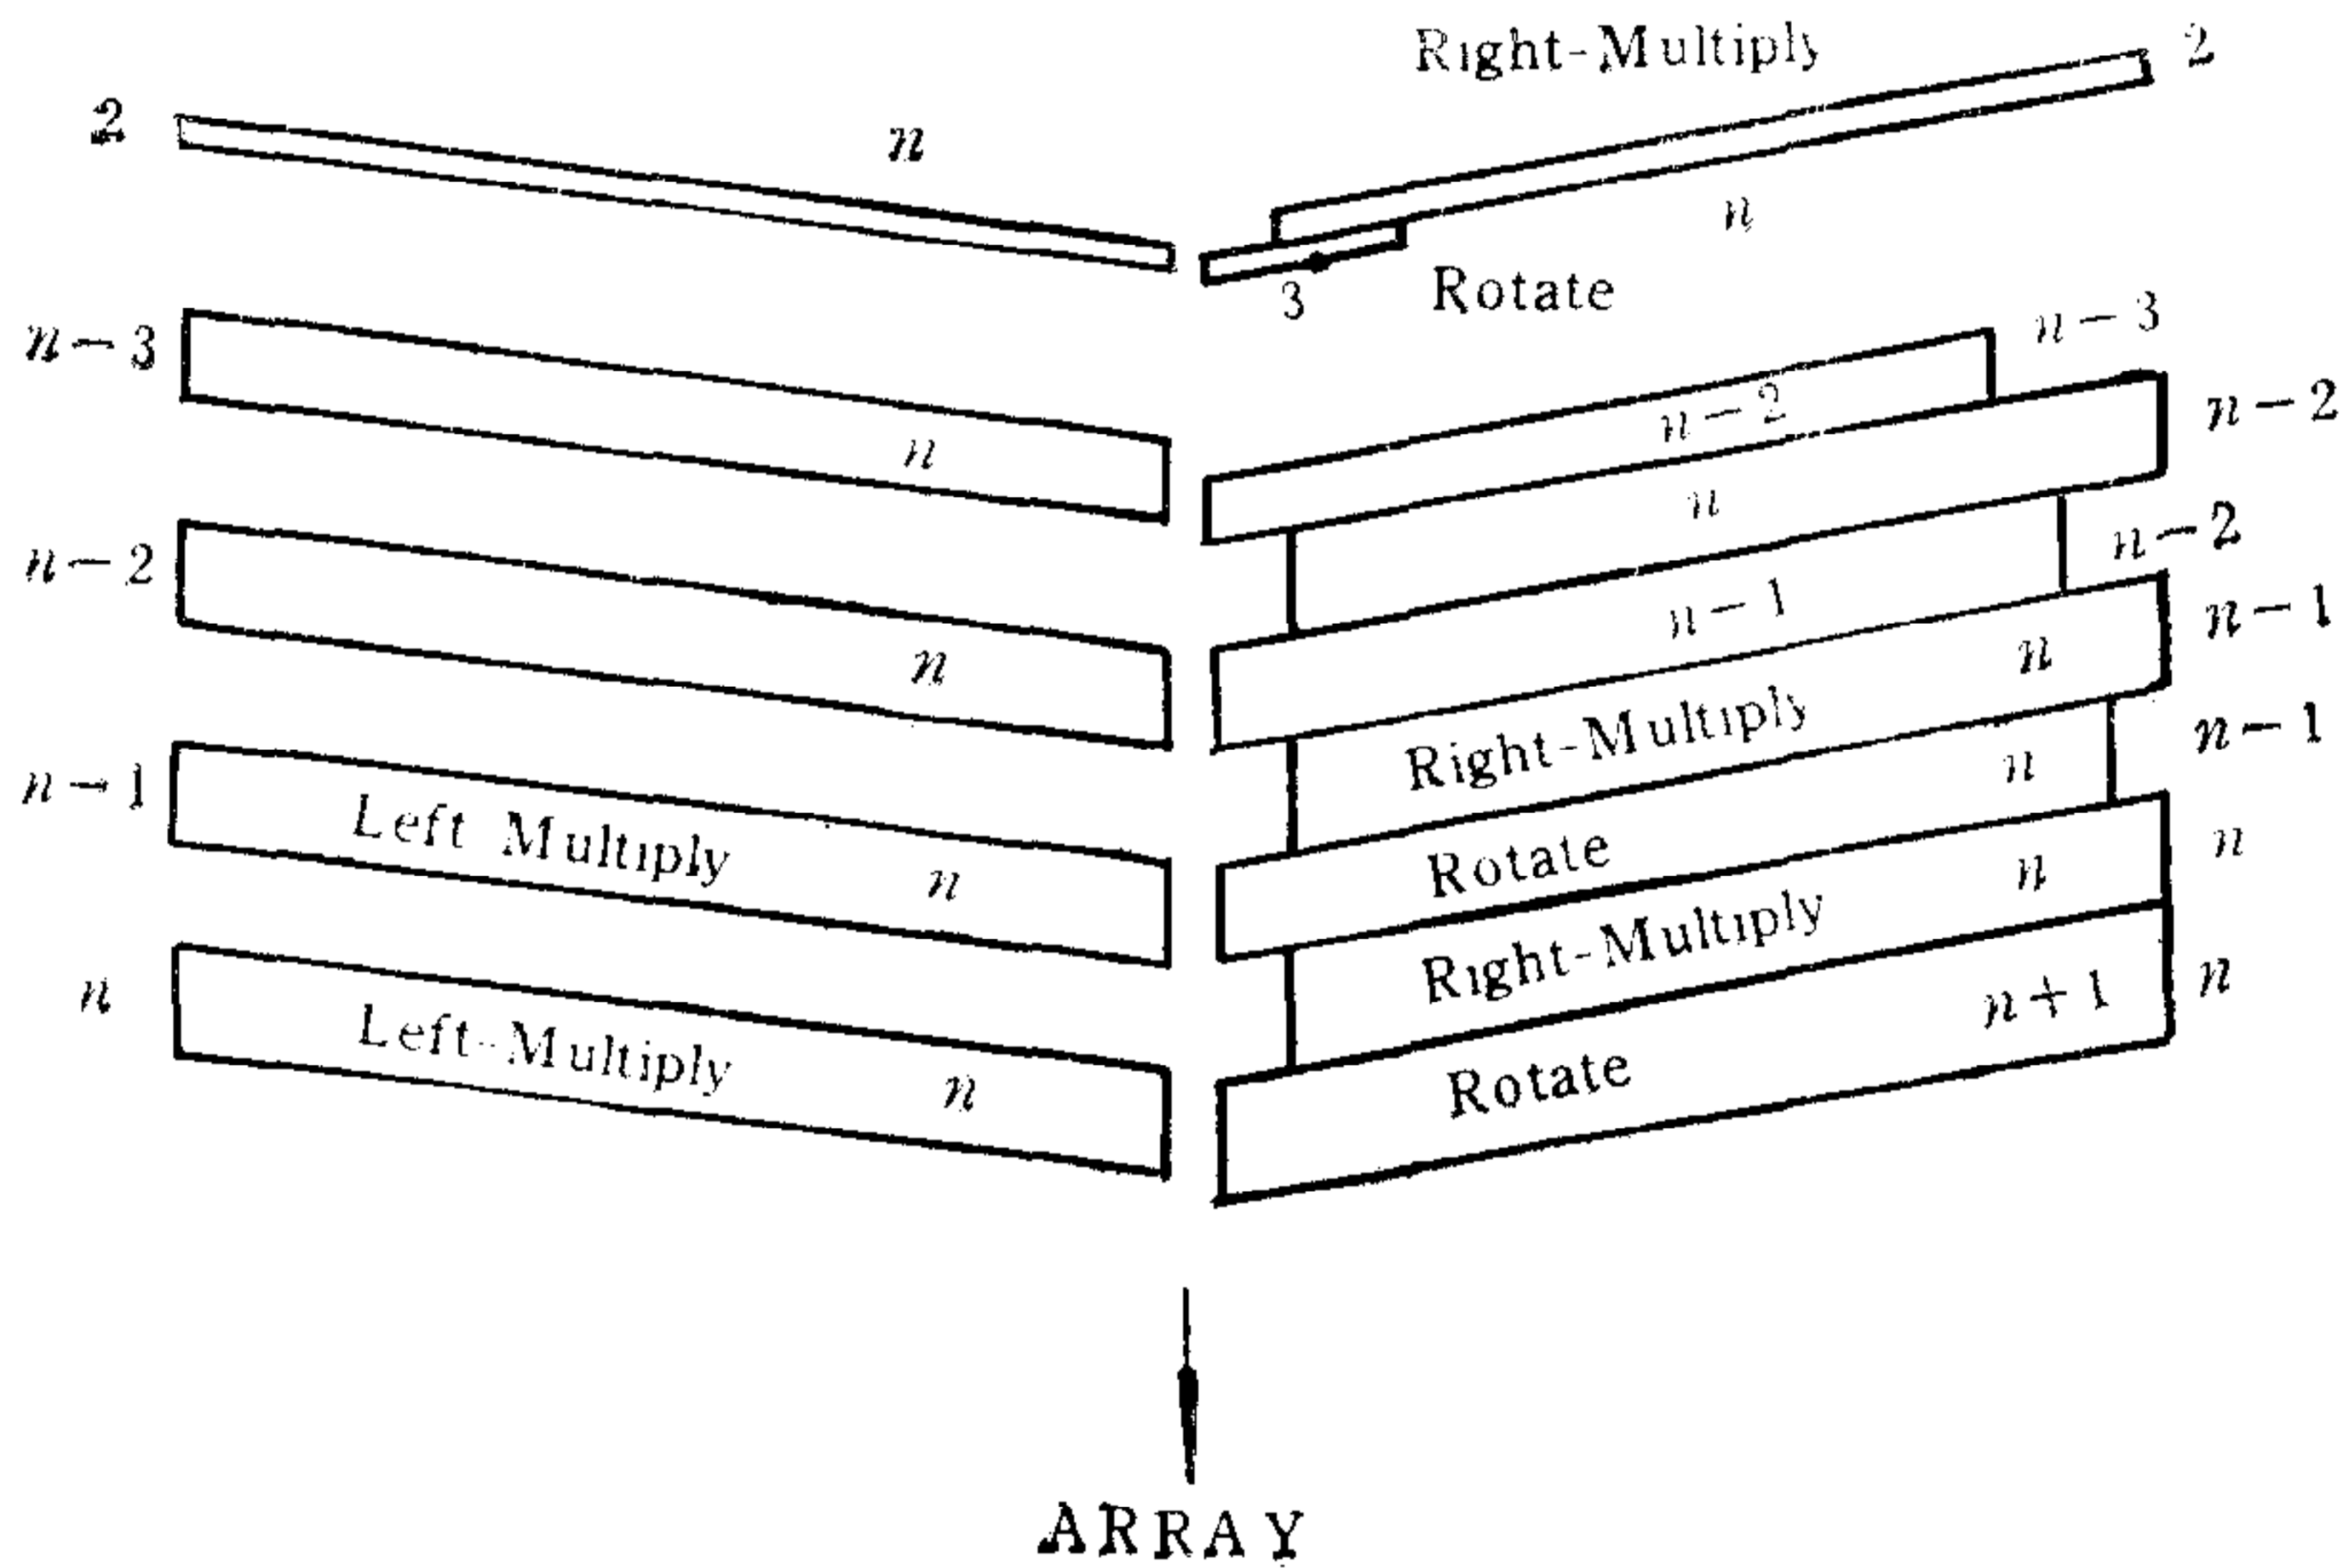 Right-Multiply 2
2 n
n
3 Rotate
n-3 n-3
n-2 n-2
n n
n-2 n-2
n-1 n-1
n n
Right-Multiply
n-1 n-1
Left Multiply n
n Rotate
n n
Right-Multiply
n n+1 n
Left-Multiply n
Rotate
ARRAY